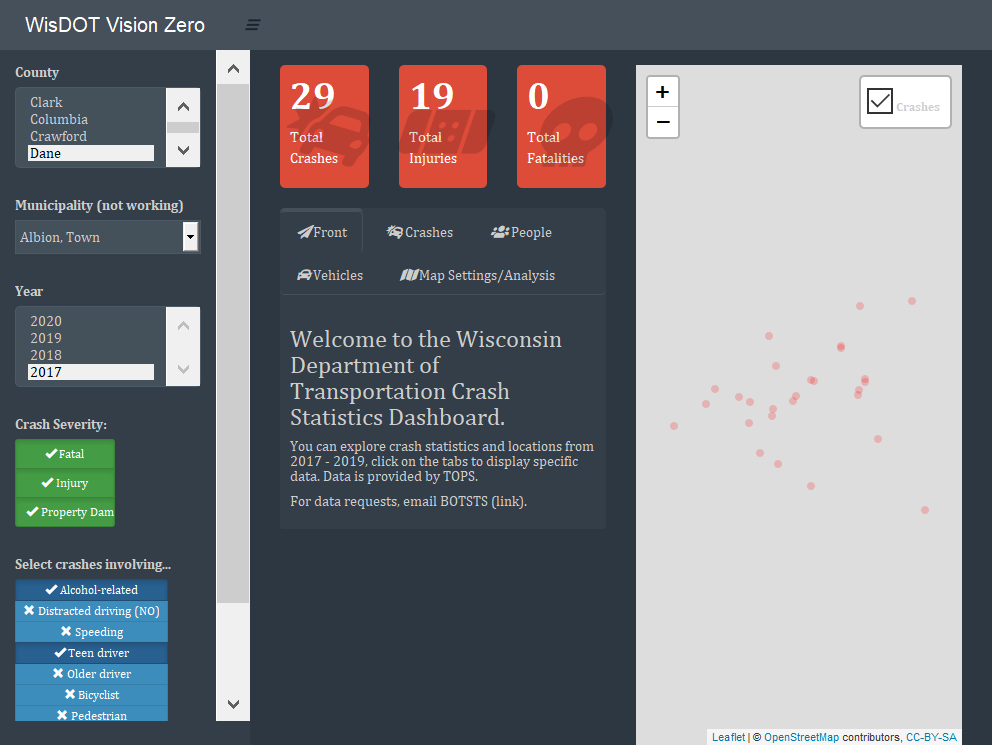 WisDOT Vision Zero
County
Clark
Columbia
Crawford
Dane
Municipality (not working)
Albion, Town
Year
2020
2019
2018
2017
Crash Severity:
Fatal
Injury
Property Dam
Select crashes involving...
Alcohol-related
Distracted driving (NO)
Speeding
Teen driver
Older driver
Bicyclist
Pedestrian
29
Total
Crashes
19
Total
Injuries
0
Total
Fatalities
Front
Crashes
People
Vehicles
Map Settings/Analysis
Welcome to the Wisconsin
Department of
Transportation Crash
Statistics Dashboard.
You can explore crash statistics and locations from
2017 - 2019, click on the tabs to display specific
data. Data is provided by TOPS.
For data requests, email BOTSTS (link).
+
−
Crashes
Leaflet | © OpenStreetMap contributors, CC-BY-SA